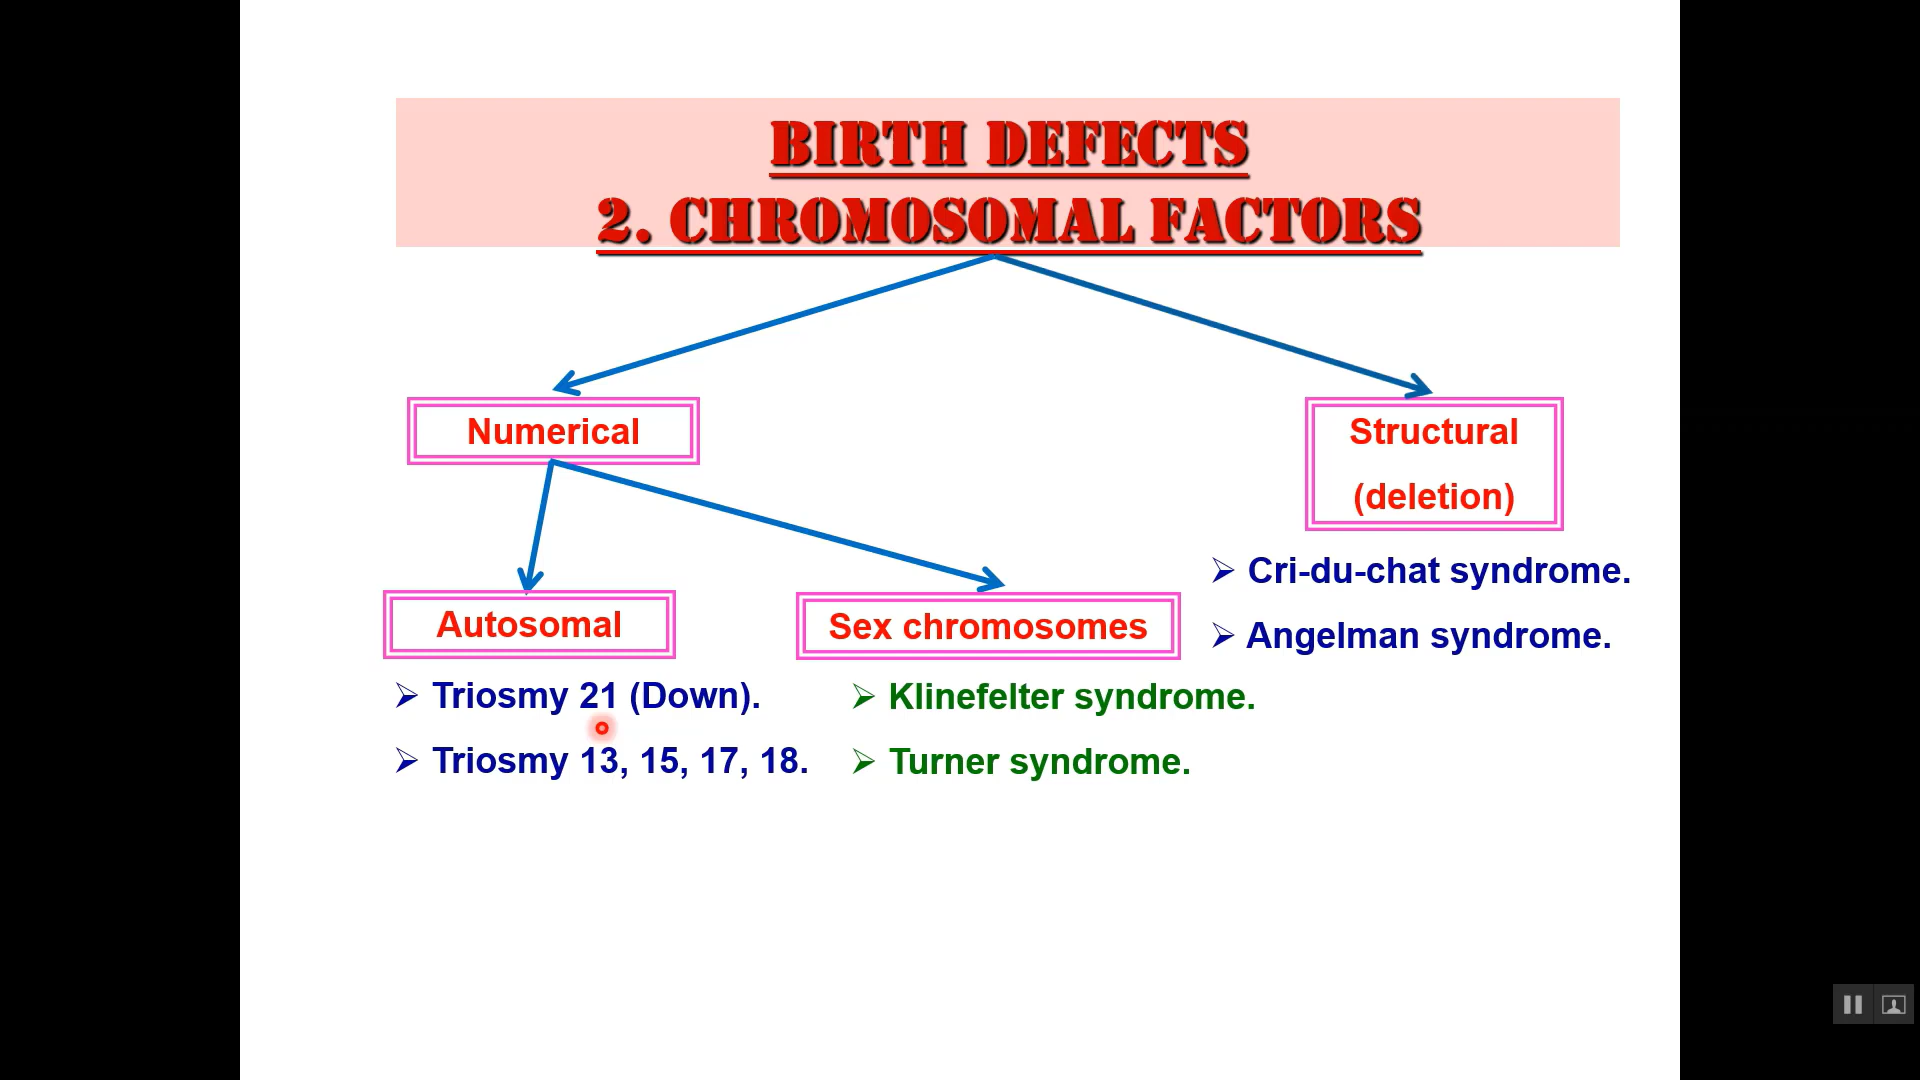 BIRTH DEFECTS
2. CHROMOSOMAL FACTORS
Numerical
Structural
(deletion)
Autosomal
Sex chromosomes
Cri-du-chat syndrome.
Angelman syndrome.
Triosmy 21 (Down).
Triosmy 13, 15, 17, 18.
Klinefelter syndrome.
Turner syndrome.